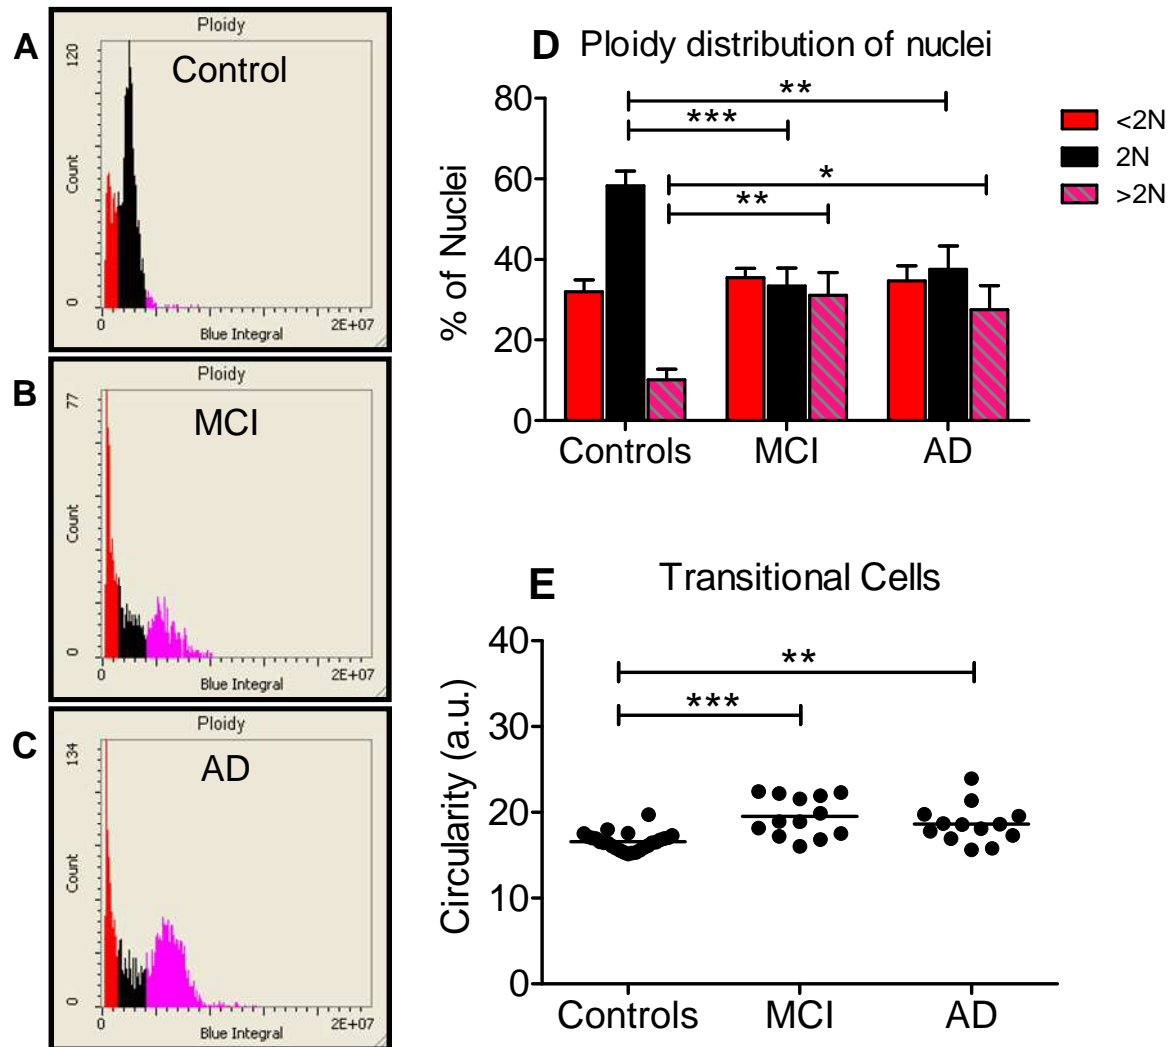 A
Ploidy
Control
120
Count
0
0
Blue Integral
2E+07
B
Ploidy
MCI
77
Count
0
0
Blue Integral
2E+07
C
Ploidy
AD
134
Count
0
0
Blue Integral
2E+07
D Ploidy distribution of nuclei
% of Nuclei
80
60
40
20
0
**
***
*
**
<2N
2N
>2N
Controls MCI AD
E Transitional Cells
Circularity (a.u.)
40
30
20
10
0
**
***
Controls MCI AD